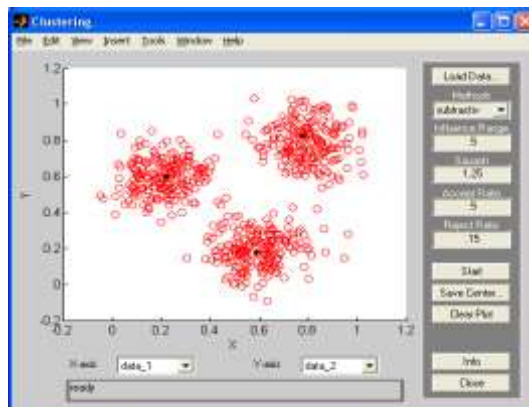 Clustering
File Edit View Insert Tools Window Help
Load Data...
Methods
subtractiv
Influence Range
.5
Squash
1.25
Accept Ratio
.5
Reject Ratio
.15
Start
Save Center...
Clear Plot
Info
Close
1.2
1
0.8
0.6
0.4
0.2
0
-0.2
Y
-0.2 0 0.2 0.4 0.6 0.8 1 1.2
X
X-axis data_1 Y-axis data_2
ready